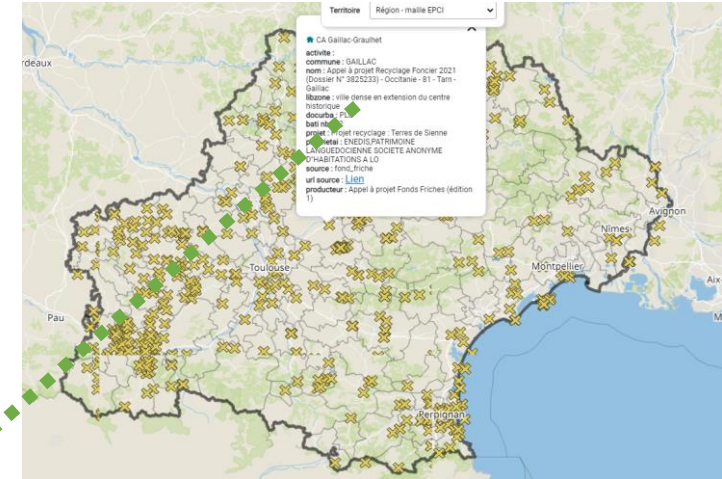 Territoire Région - maille EPCI
CA Gaillac-Graulhet
activite :
commune : GAILLAC
nom : Appel à projet Recyclage Foncier 2021
(Dossier N° 3825233) - Occitanie - 81 - Tarn -
Gaillac
libzone : ville dense en extension du centre
historique
docurba : 
bati
projet : Projet recyclage : Terres de Sienne
ENEDIS,PATRIMOINE
LANGUEDOCIENNE SOCIETE ANONYME
D'HABITATIONS A LO
source : fond_friche
url source : Lien
producteur : Appel à projet Fonds Friches (édition
1)
rdeaux
Avignon
Nîmes
Montpellier
Toulouse
Aix
Pau
M
Perpignan